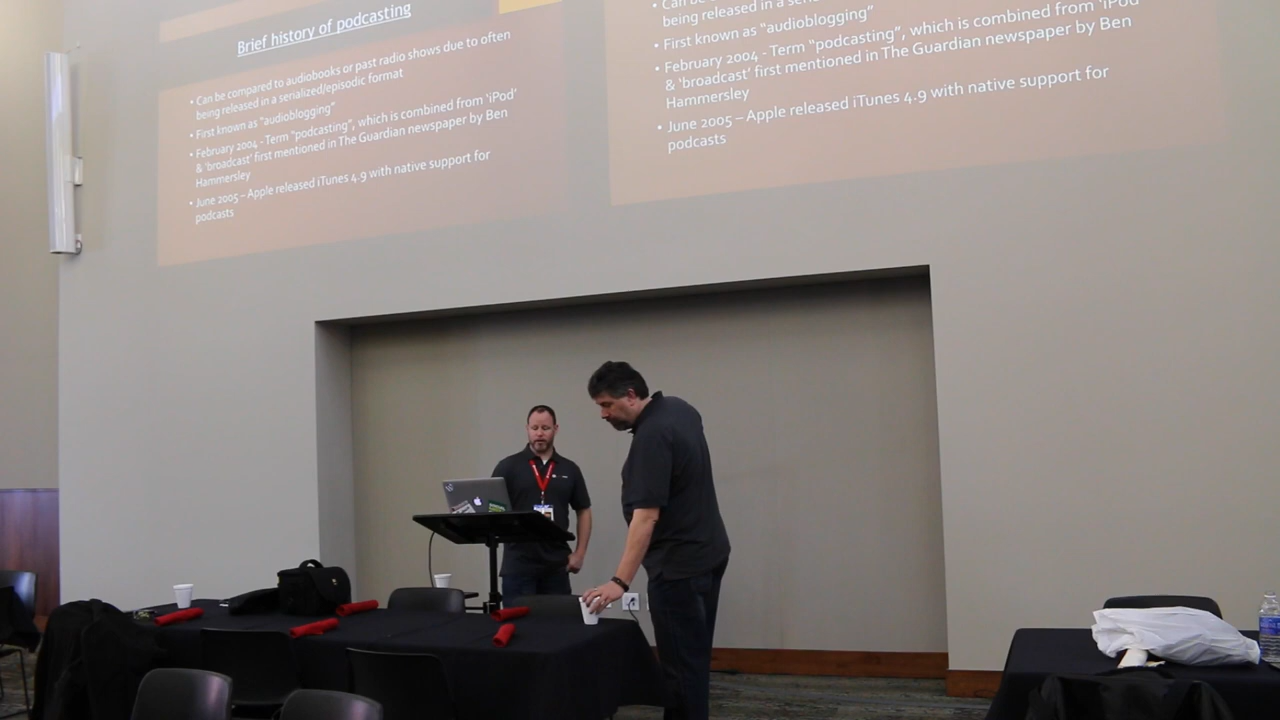 Brief history of podcasting
• Can be compared to audiobooks or past radio shows due to often
being released in a serialized/episodic format
• First known as "audioblogging"
• February 2004 - Term "podcasting", which is combined from 'iPod'
& 'broadcast' first mentioned in The Guardian newspaper by Ben
Hammersley
• June 2005 – Apple released iTunes 4.9 with native support for
podcasts
• Can be
being released in a
• First known as "audioblogging"
• February 2004 - Term "podcasting", which is combined from 'iPod'
& 'broadcast' first mentioned in The Guardian newspaper by Ben
Hammersley
• June 2005 – Apple released iTunes 4.9 with native support for
podcasts